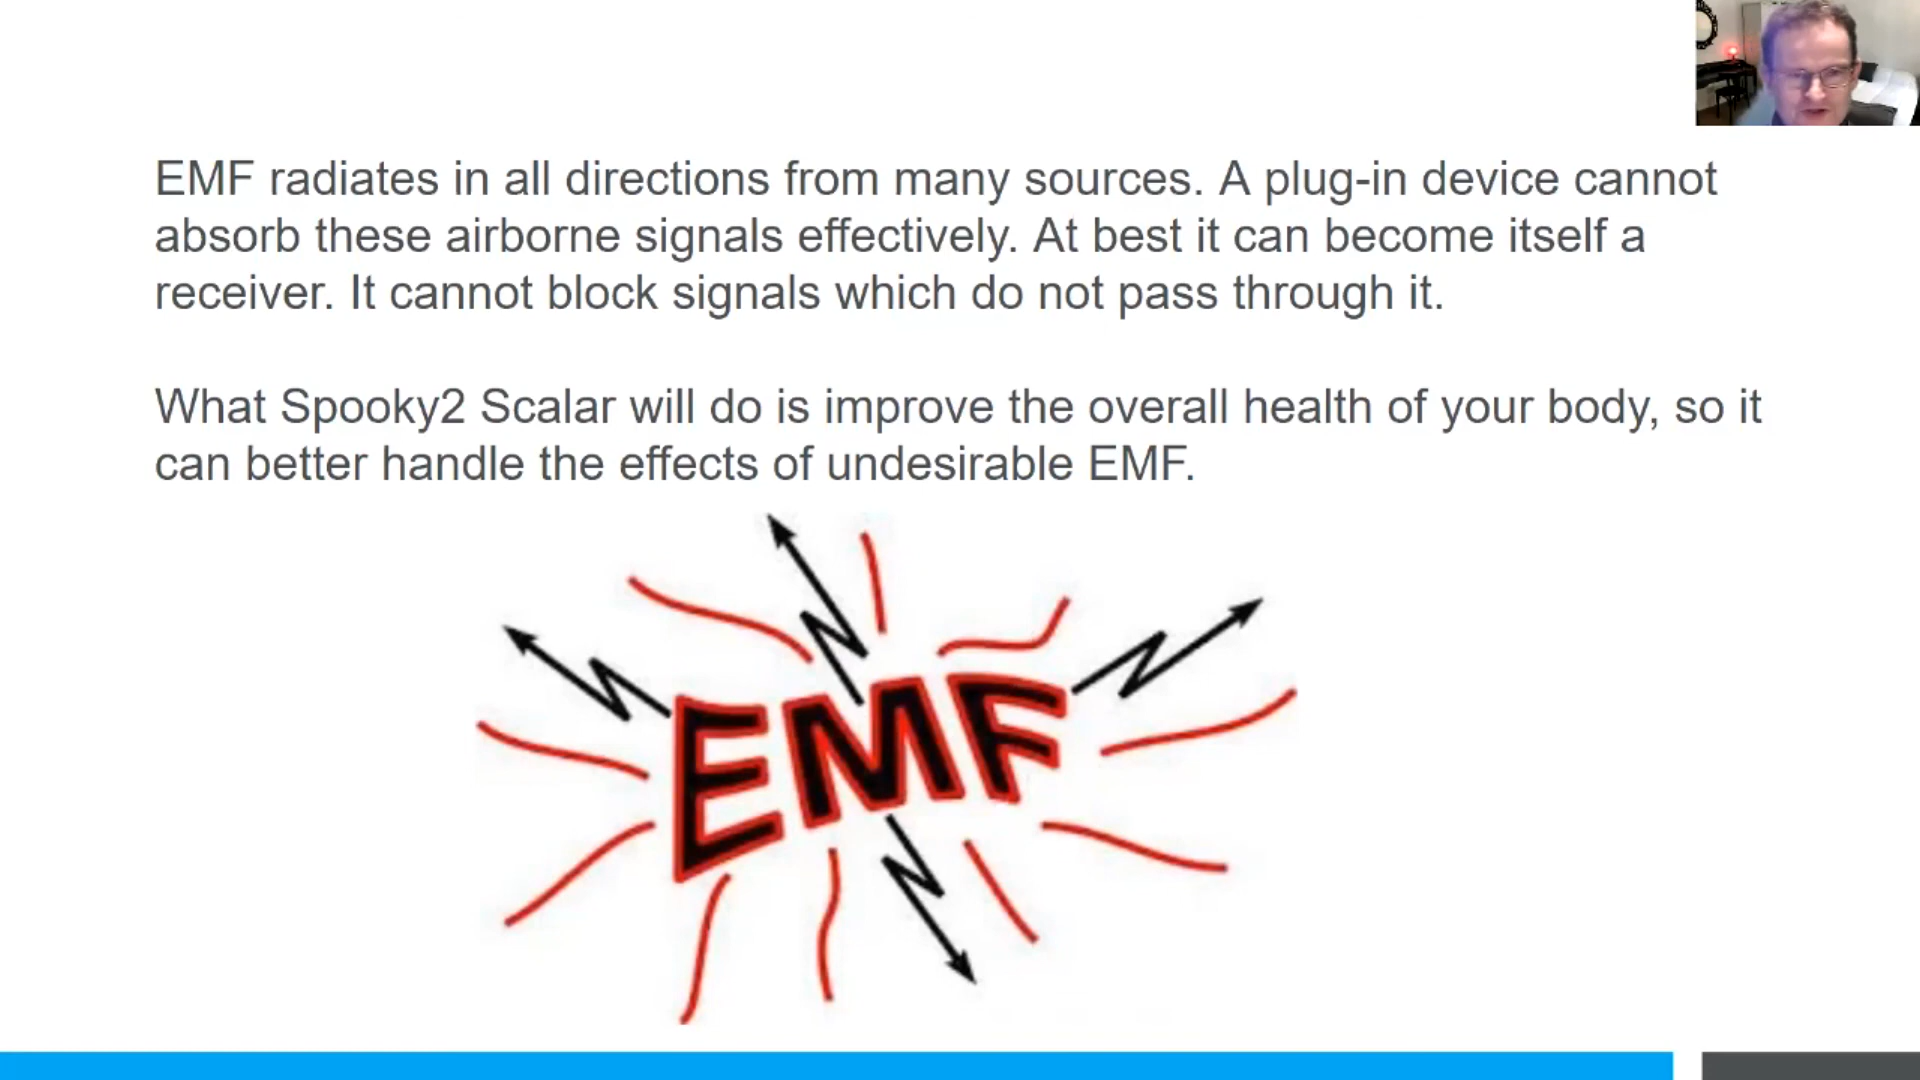 EMF radiates in all directions from many sources. A plug-in device cannot
absorb these airborne signals effectively. At best it can become itself a
receiver. It cannot block signals which do not pass through it.
What Spooky2 Scalar will do is improve the overall health of your body, so it
can better handle the effects of undesirable EMF.
EMF